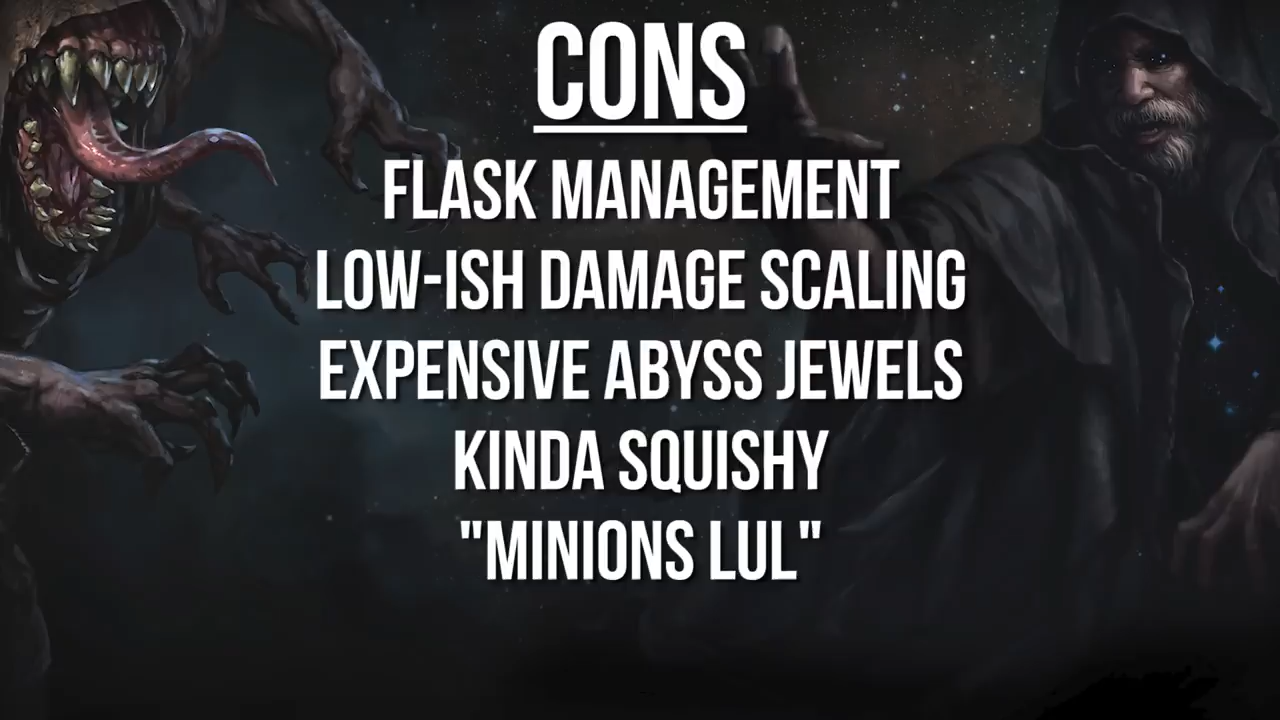 CONS
FLASK MANAGEMENT
LOW-ISH DAMAGE SCALING
EXPENSIVE ABYSS JEWELS
KINDA SQUISHY
"MINIONS LUL"